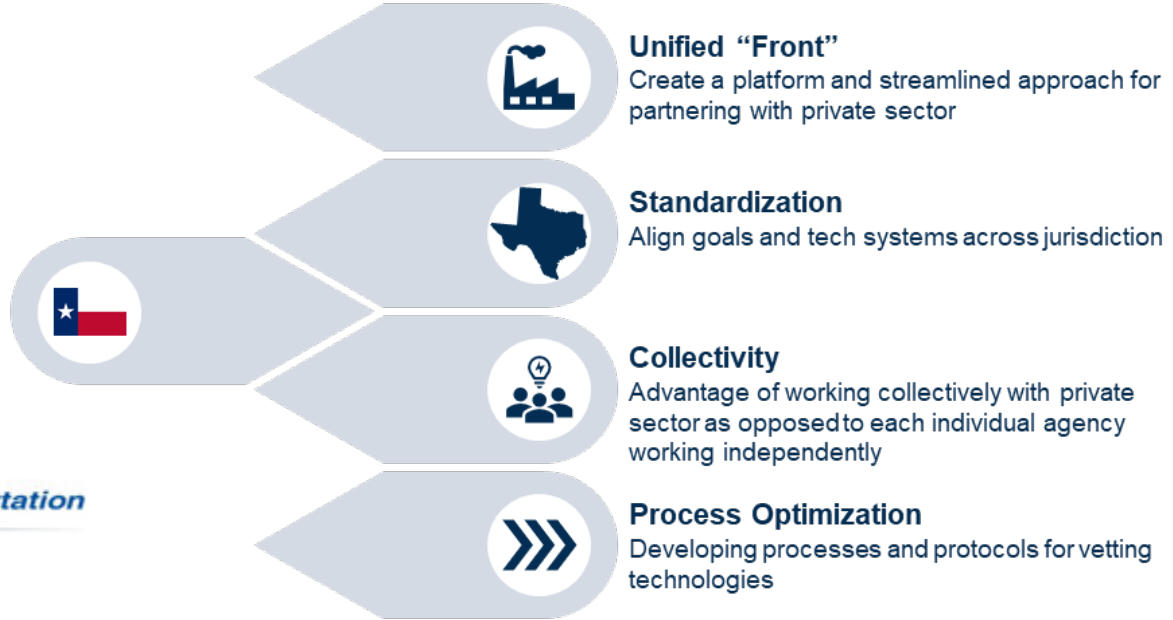 Unified “Front”
Create a platform and streamlined approach for
partnering with private sector
Standardization
Align goals and tech systems across jurisdiction
Collectivity
Advantage of working collectively with private
sector as opposed to each individual agency
working independently
tation
Process Optimization
Developing processes and protocols for vetting
technologies